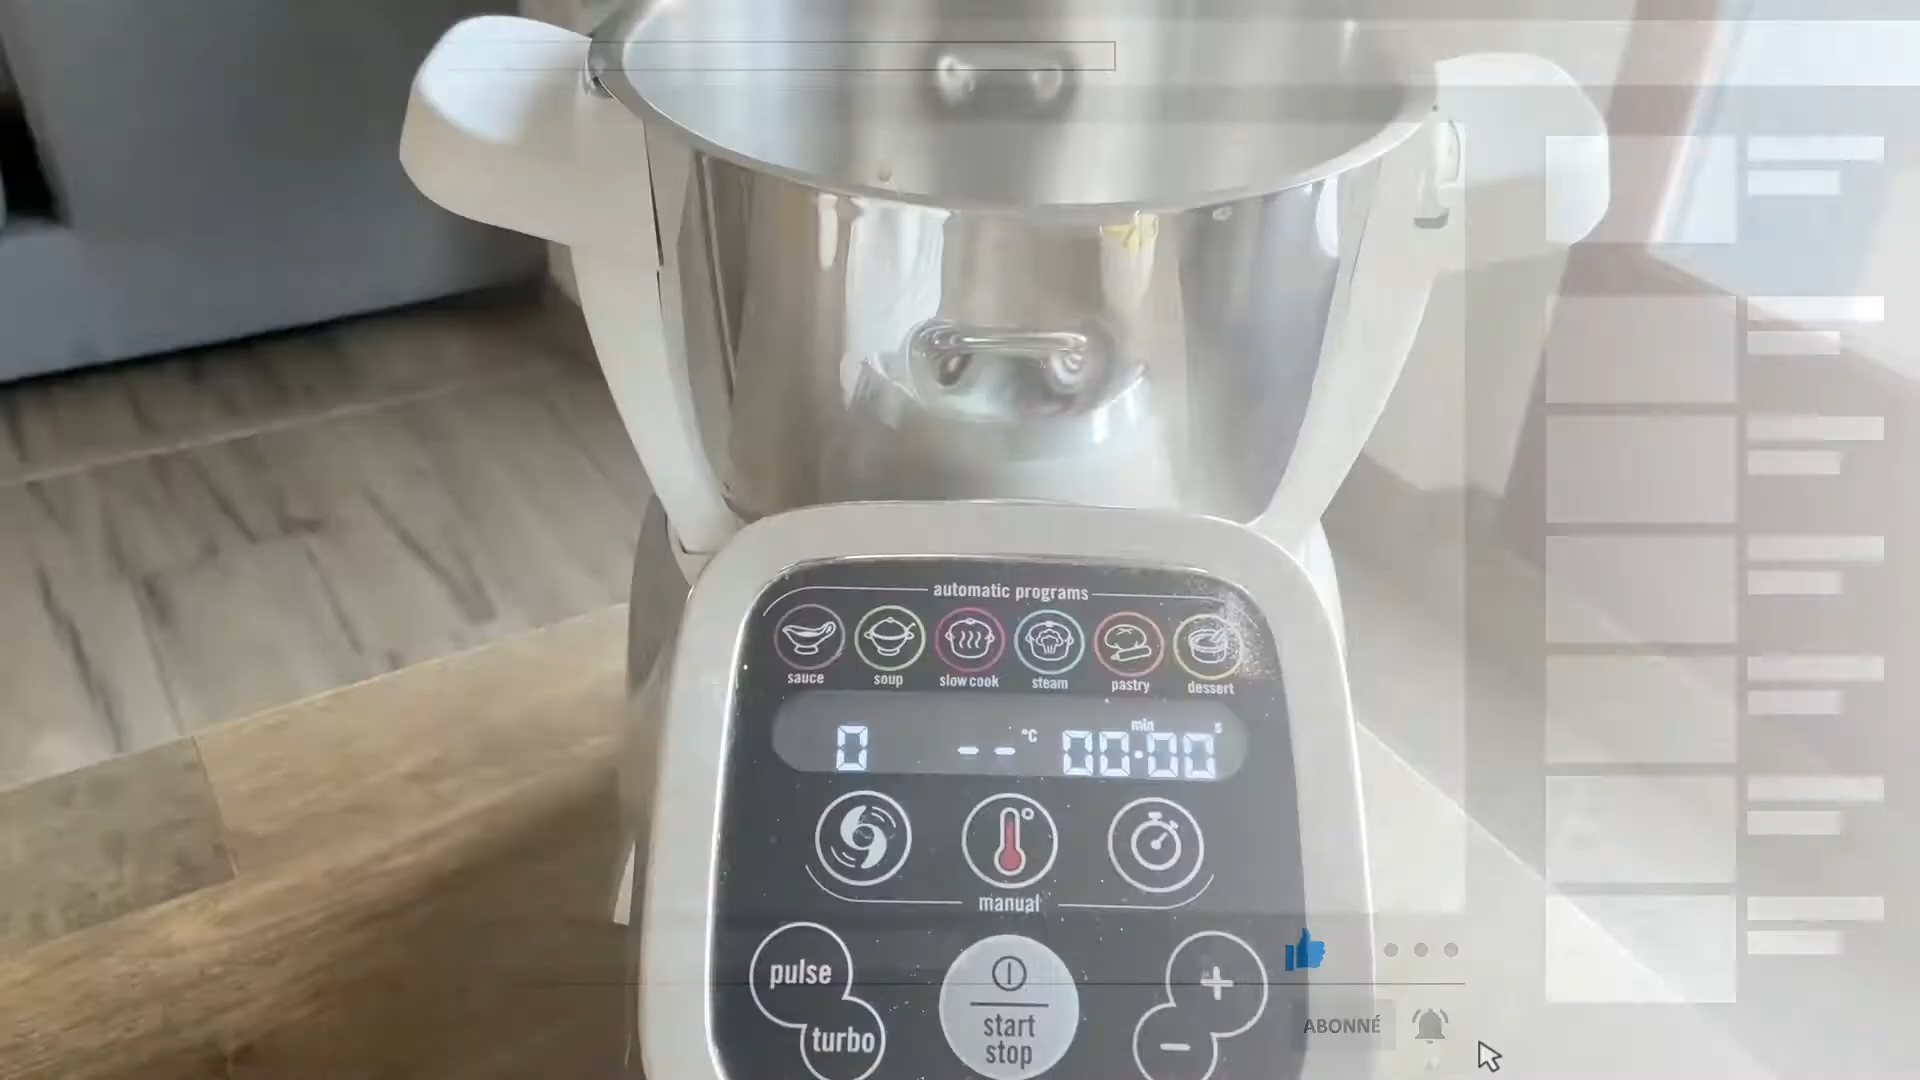 automatic programs
sauce soup slow cook steam pastry dessert
0 -- °C 00:00 min s
manual
pulse
turbo
start
stop
+
-
ABONNÉ